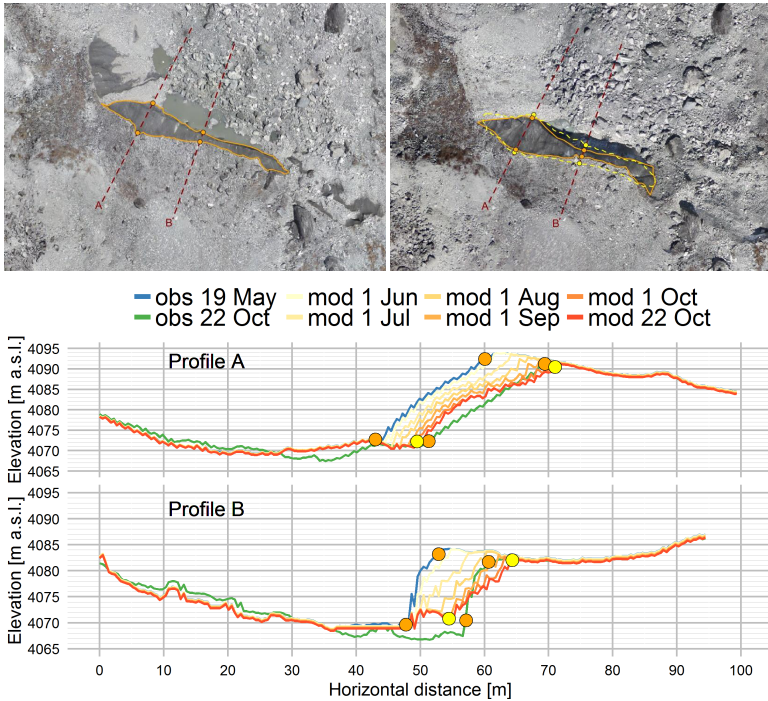 A
B
A
B
obs 19 May mod 1 Jun mod 1 Aug mod 1 Oct
obs 22 Oct mod 1 Jul mod 1 Sep mod 22 Oct
Profile A
Elevation [m a.s.l.]
4095
4090
4085
4080
4075
4070
4065
Profile B
Elevation [m a.s.l.]
4095
4090
4085
4080
4075
4070
4065
0 10 20 30 40 50 60 70 80 90 100
Horizontal distance [m]